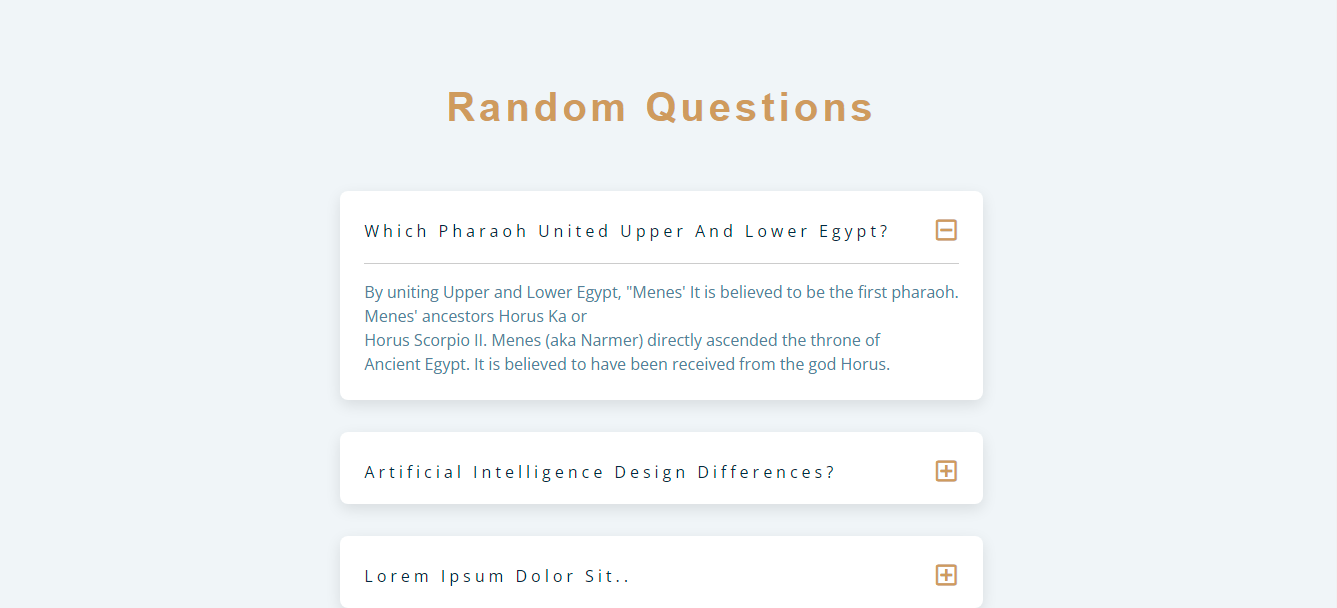 Random Questions
Which Pharaoh United Upper And Lower Egypt?
By uniting Upper and Lower Egypt, "Menes' It is believed to be the first pharaoh.
Menes' ancestors Horus Ka or
Horus Scorpio II. Menes (aka Narmer) directly ascended the throne of
Ancient Egypt. It is believed to have been received from the god Horus.
Artificial Intelligence Design Differences?
Lorem Ipsum Dolor Sit..